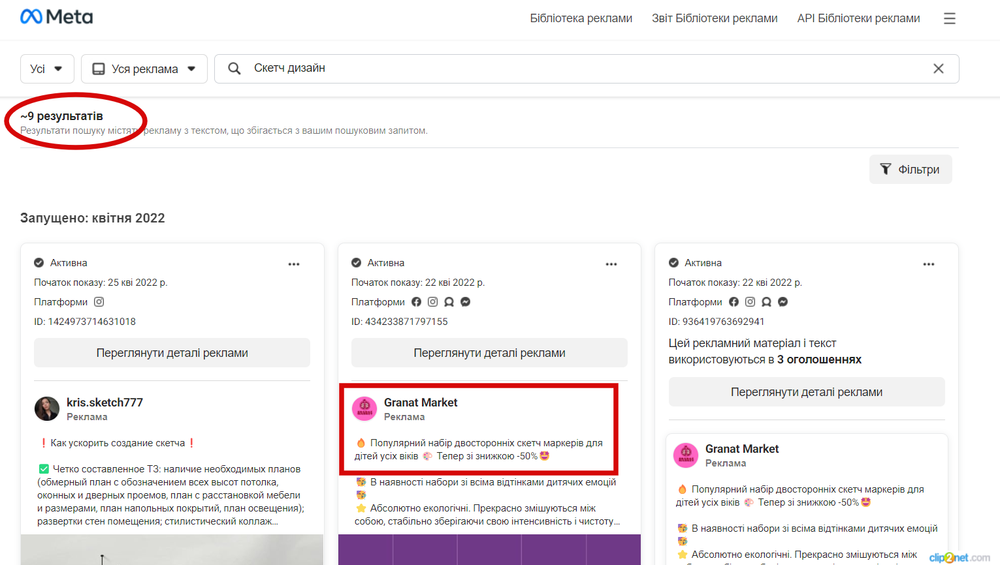 Meta
Бібліотека реклами
Звіт Бібліотеки реклами
API Бібліотеки реклами
Усі
Уся реклама
Скетч дизайн
~9 результатів
Результати пошуку містять рекламу з текстом, що збігається з вашим пошуковим запитом.
Фільтри
Запущено: квітня 2022
Активна
Початок показу: 25 кві 2022 р.
Платформи
ID: 1424973714631018
Переглянути деталі реклами
kris.sketch777
Реклама
❗Как ускорить создание скетча❗
✅ Четко составленное ТЗ: наличие необходимых планов
(обмерный план с обозначением всех высот потолка,
оконных и дверных проемов, план с расстановкой мебели
и размерами, план напольных покрытий, план освещения);
развертки стен помещения; стилистический коллаж...
Активна
Початок показу: 22 кві 2022 р.
Платформи
ID: 434233871797155
Переглянути деталі реклами
Granat Market
Реклама
🔥 Популярний набір двосторонніх скетч маркерів для
дітей усіх віків 🎨 Тепер зі знижкою -50%🤩
🥳 В наявності набори зі всіма відтінками дитячих емоцій
🥳
⭐ Абсолютно екологічні. Прекрасно змішуються між
собою, стабільно зберігаючи свою інтенсивність і чистоту...
Активна
Початок показу: 22 кві 2022 р.
Платформи
ID: 936419763692941
Цей рекламний матеріал і текст
використовуються в 3 оголошеннях
Переглянути деталі реклами
Granat Market
Реклама
🔥 Популярний набір двосторонніх скетч маркерів для
дітей усіх віків 🎨 Тепер зі знижкою -50%🤩
🥳 В наявності набори зі всіма відтінками дитячих емоцій
🥳
⭐ Абсолютно екологічні. Прекрасно змішуються між
clip2net.com